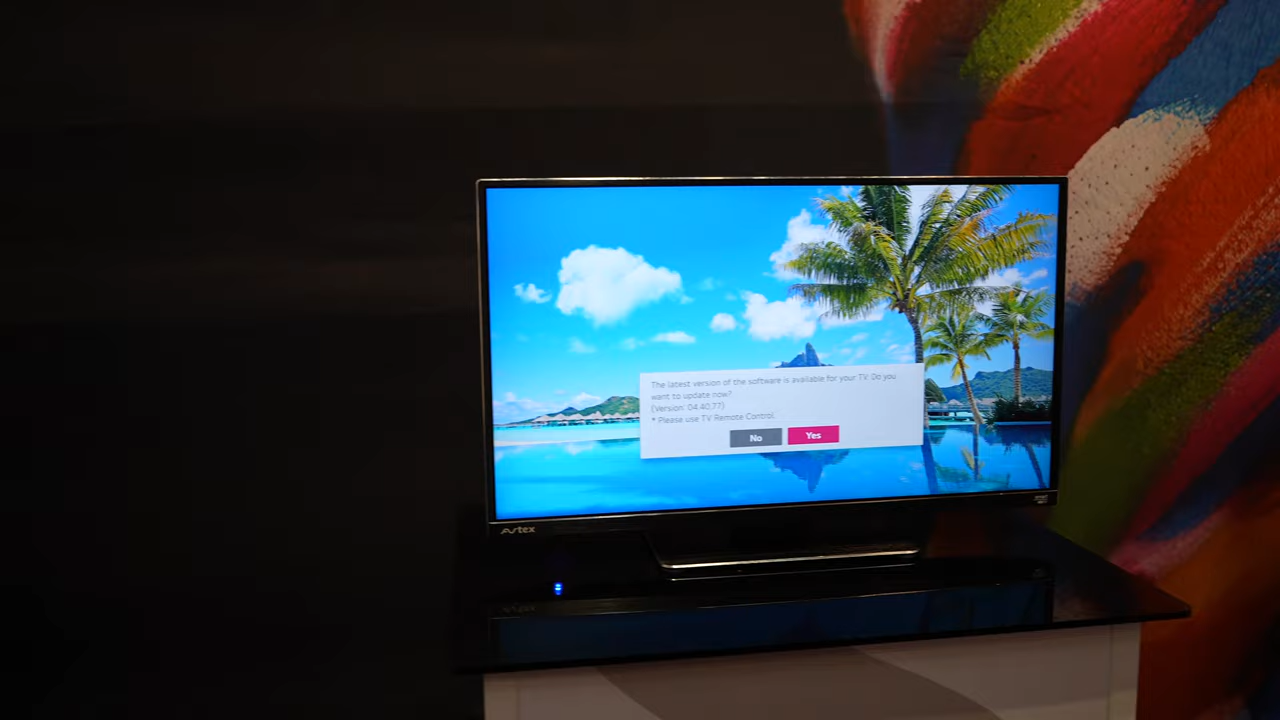 The latest version of the software is available for your TV. Do you
want to update now?
(Version: 04.40.77)
* Please use TV Remote Control.
No
Yes
Avtex